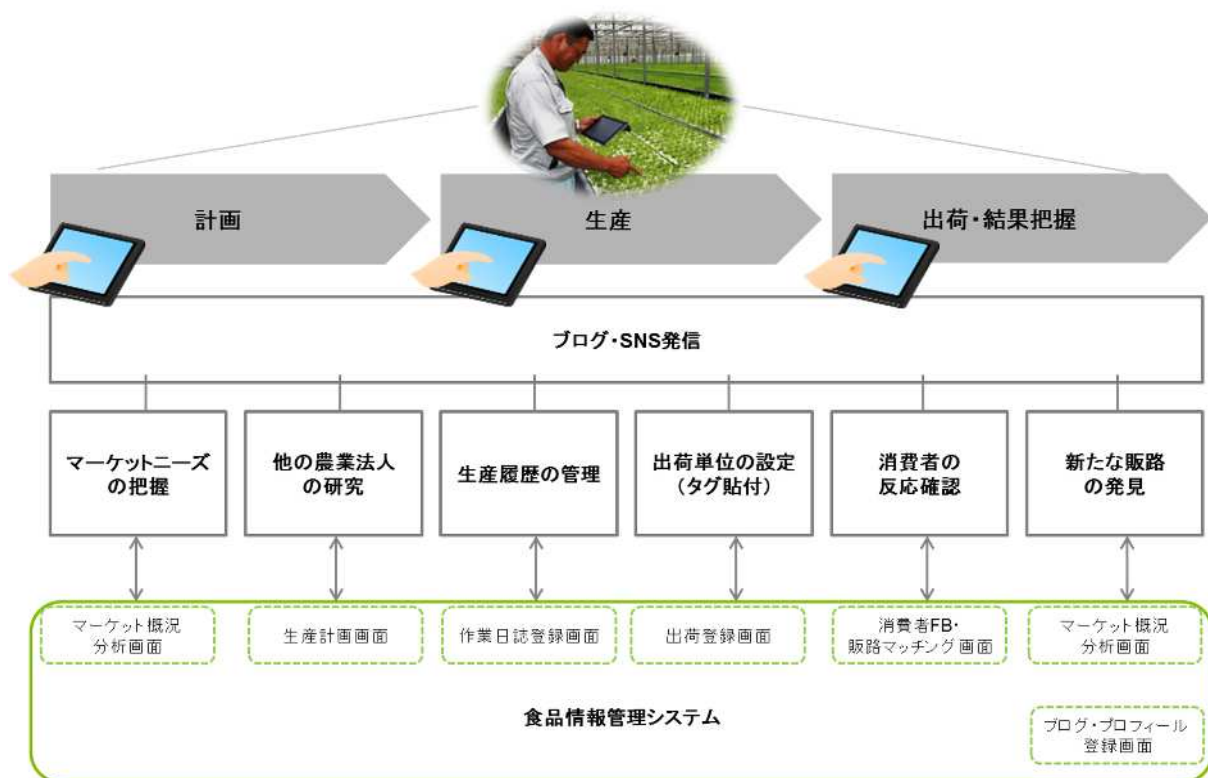 計画
生産
出荷・結果把握
ブログ・SNS発信
マーケットニーズ
の把握
他の農業法人
の研究
生産履歴の管理
出荷単位の設定
（タグ貼付）
消費者の
反応確認
新たな販路
の発見
マーケット概況
分析画面
生産計画画面
作業日誌登録画面
出荷登録画面
消費者FB・
販路マッチング画面
マーケット概況
分析画面
食品情報管理システム
ブログ・プロフィール
登録画面